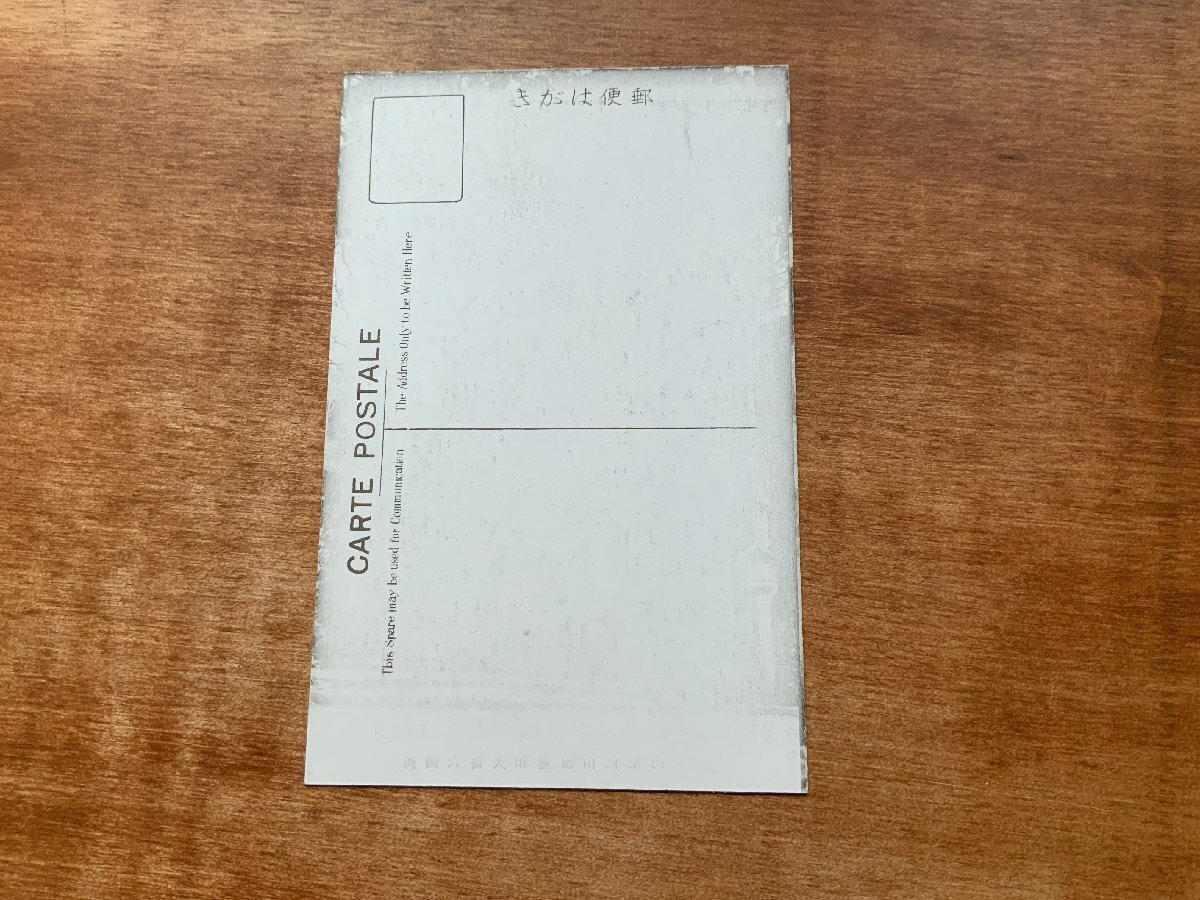 きがは便郵
CARTE POSTALE
The Address Only to be Written Here
This Spare may be used for Communication